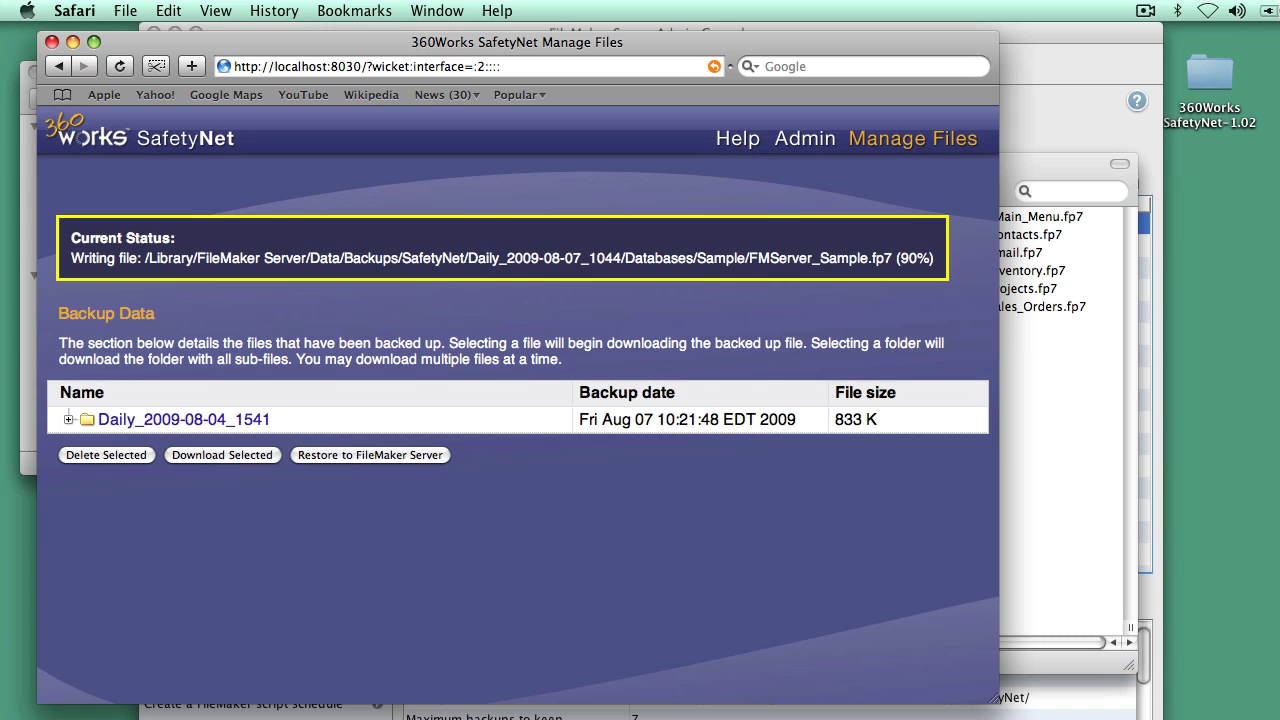 Safari File Edit View History Bookmarks Window Help
360Works SafetyNet Manage Files
http://localhost:8030/?wicket:interface=:2::::
Google
Apple Yahoo! Google Maps YouTube Wikipedia News (30) Popular
360 works SafetyNet
Help Admin Manage Files
Current Status:
Writing file: /Library/FileMaker Server/Data/Backups/SafetyNet/Daily_2009-08-07_1044/Databases/Sample/FMServer_Sample.fp7 (90%)
Backup Data
The section below details the files that have been backed up. Selecting a file will begin downloading the backed up file. Selecting a folder will
download the folder with all sub-files. You may download multiple files at a time.
Name Backup date File size
Daily_2009-08-04_1541 Fri Aug 07 10:21:48 EDT 2009 833 K
Delete Selected Download Selected Restore to FileMaker Server
360Works
SafetyNet-1.02
Main_Menu.fp7
ontacts.fp7
mail.fp7
ventory.fp7
ojects.fp7
ales_Orders.fp7
yNet/
Create a FileMaker script schedule
Maximum backups to keep 7